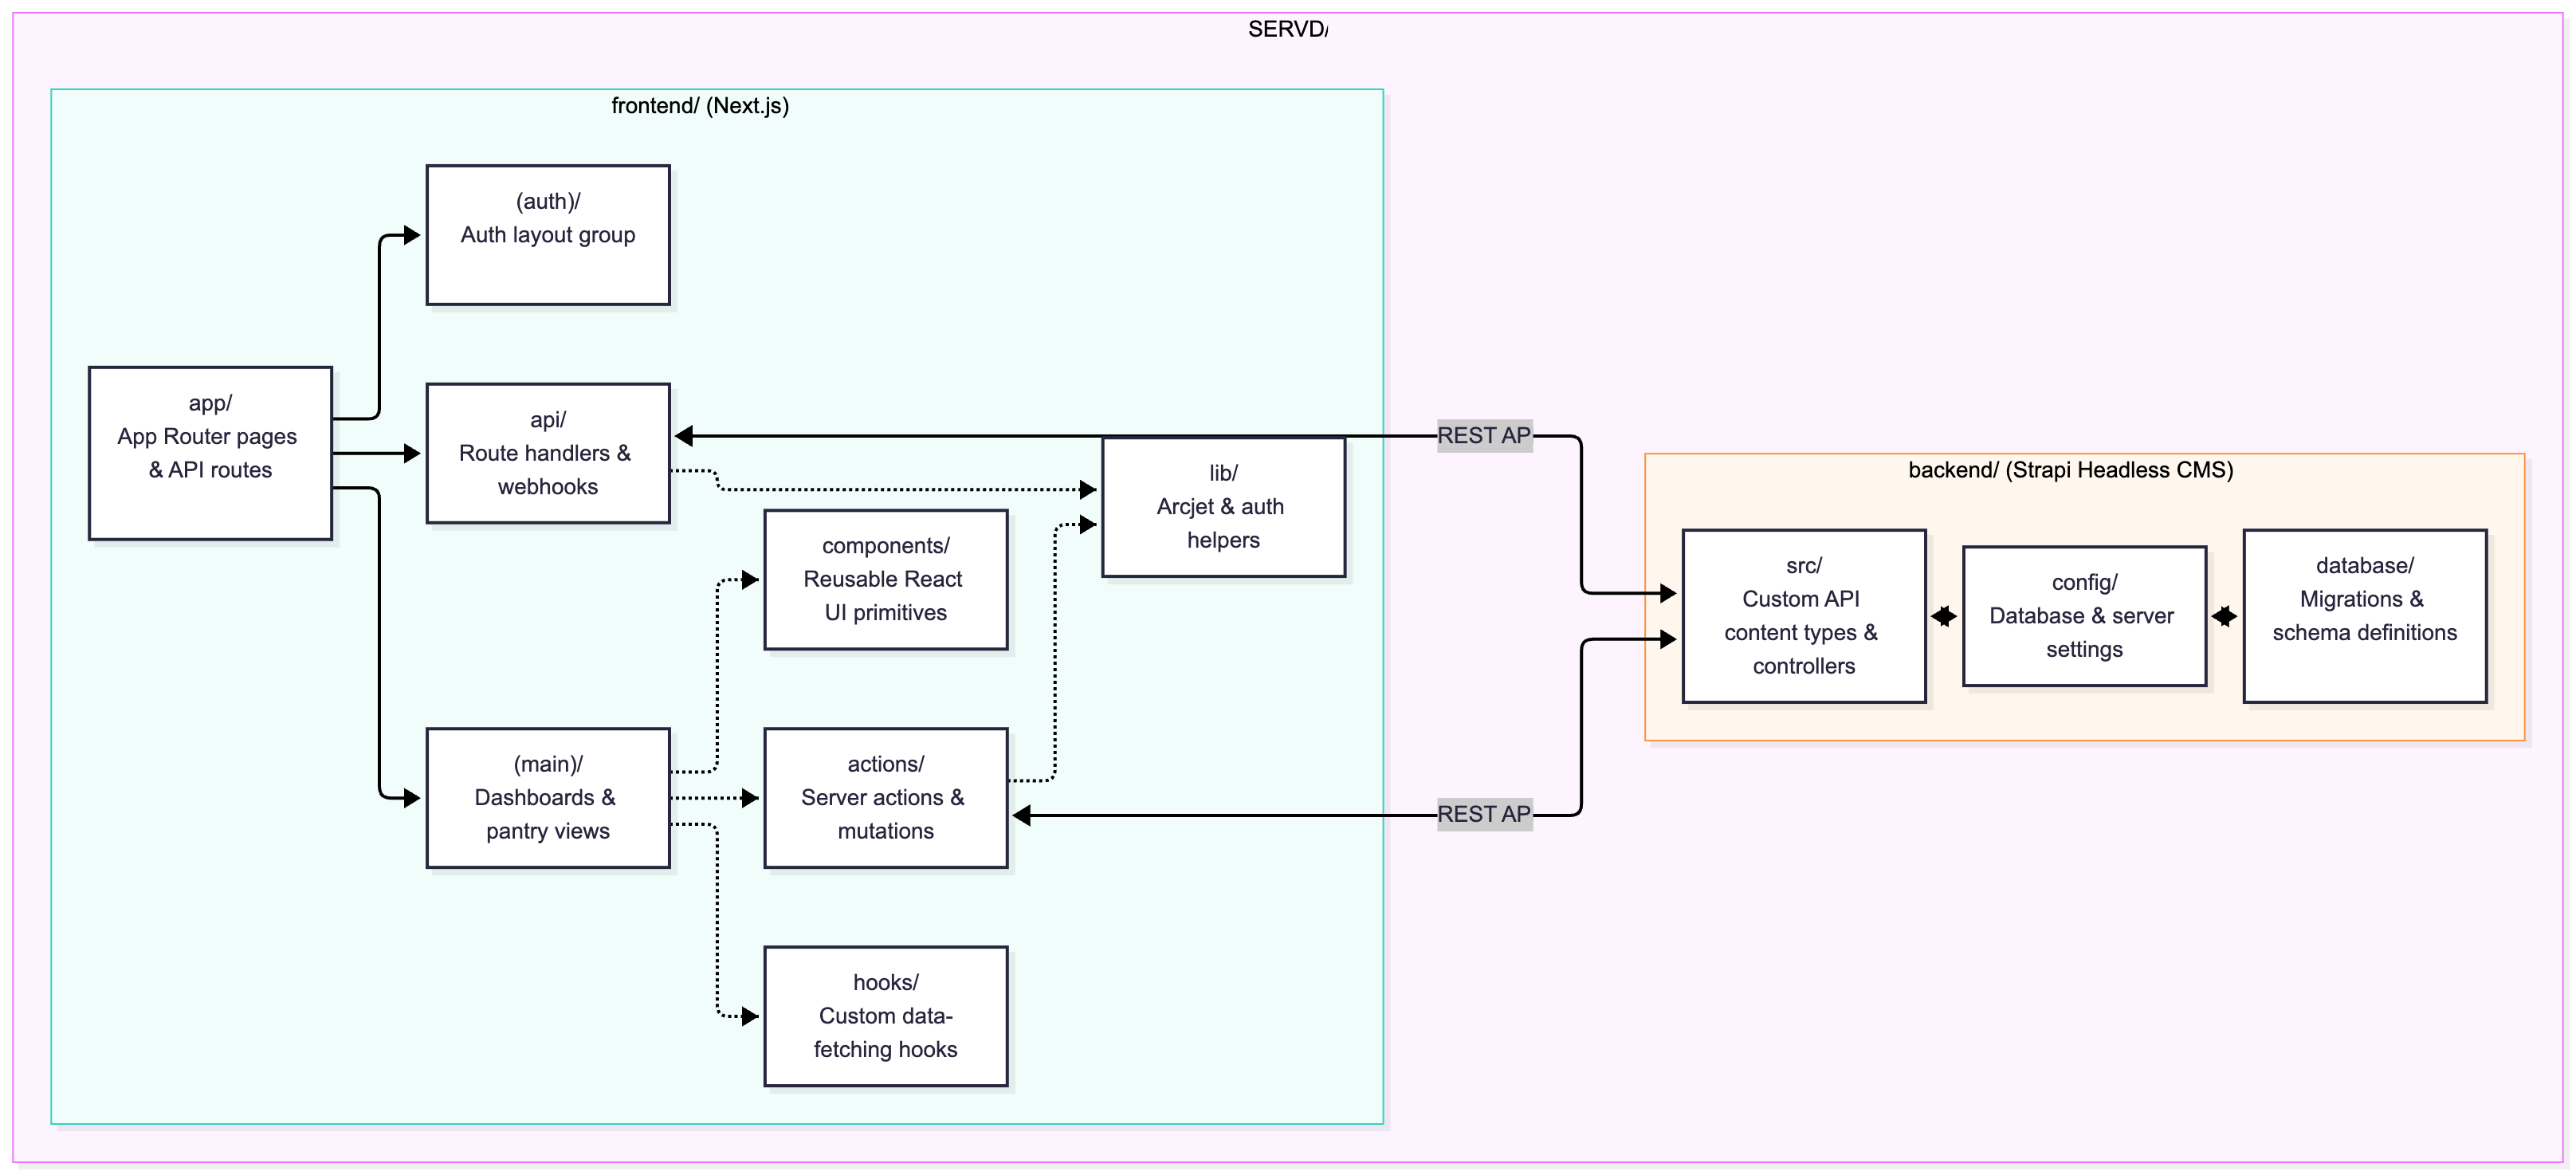 SERVD/
frontend/ (Next.js)
(auth)/
Auth layout group
app/
App Router pages
& API routes
api/
Route handlers &
webhooks
lib/
Arcjet & auth
helpers
components/
Reusable React
UI primitives
(main)/
Dashboards &
pantry views
actions/
Server actions &
mutations
hooks/
Custom data-
fetching hooks
REST AP
REST AP
backend/ (Strapi Headless CMS)
src/
Custom API
content types &
controllers
config/
Database & server
settings
database/
Migrations &
schema definitions